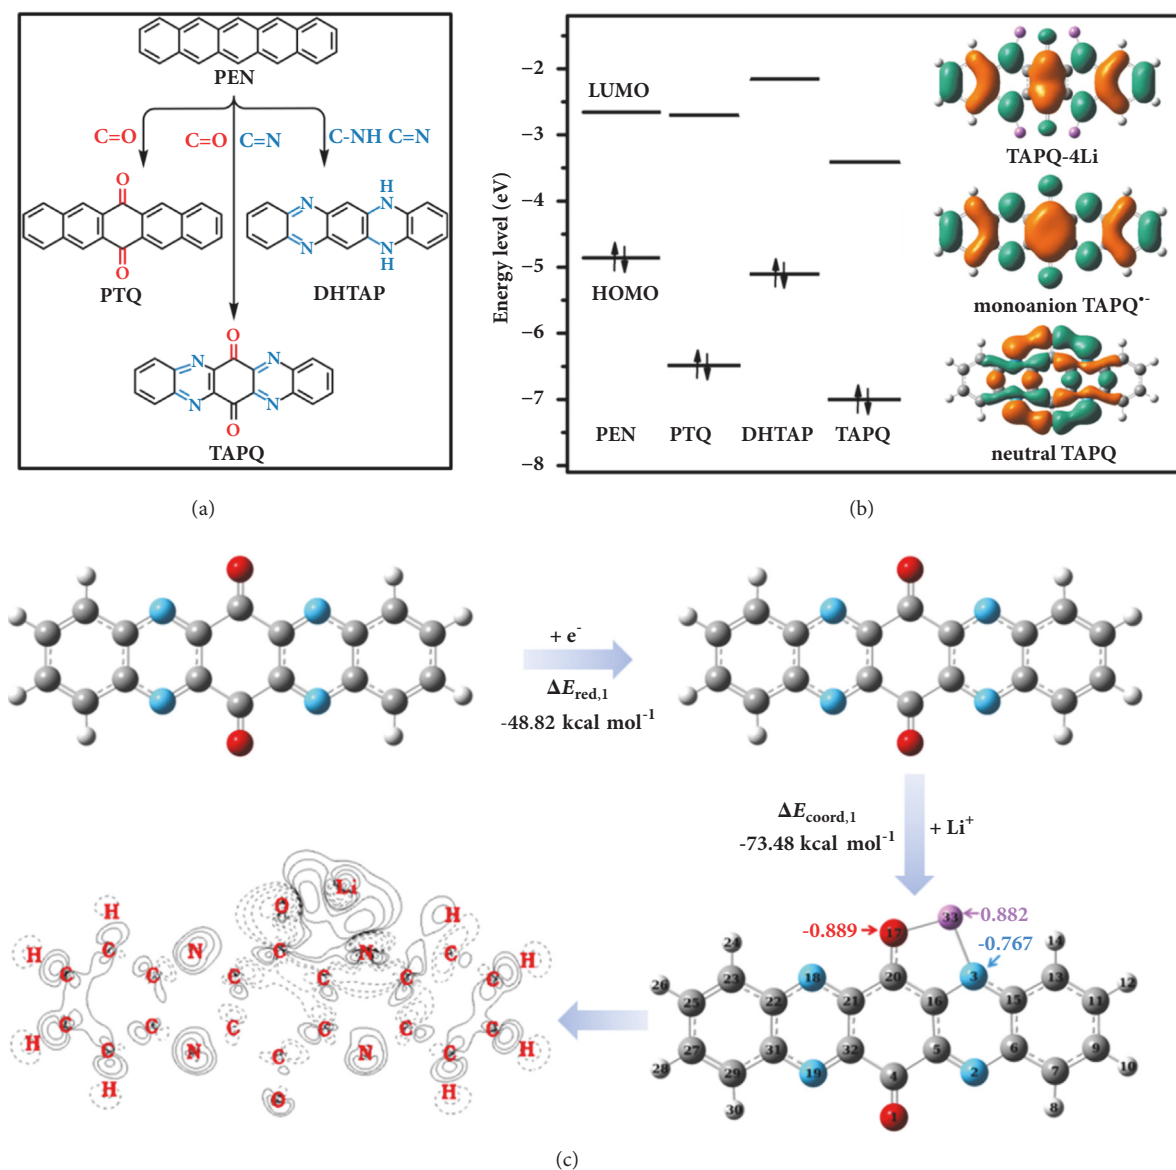 PEN
C=O
C=O C=N
C-NH C=N
O
O
PTQ
N
N
H
N
N
H
DHTAP
O
N
N
N
N
O
TAPQ
(a)
Energy level (eV)
−2
−3
−4
−5
−6
−7
−8
LUMO
HOMO
PEN
PTQ
DHTAP
TAPQ
TAPQ-4Li
monoanion TAPQ•-
neutral TAPQ
(b)
+ e-
ΔEred,1
-48.82 kcal mol-1
ΔEcoord,1
-73.48 kcal mol-1
+ Li+
-0.889
0.882
-0.767
17
33
24
14
23
18
20
3
13
26
12
25
22
21
16
15
11
27
31
32
5
6
9
28
10
29
19
4
2
7
30
1
8
Li
O
H
H
C
N
C
N
C
H
H
C
C
C
C
C
C
H
C
C
C
C
C
C
H
H
C
N
C
N
C
H
H
O
H
(c)